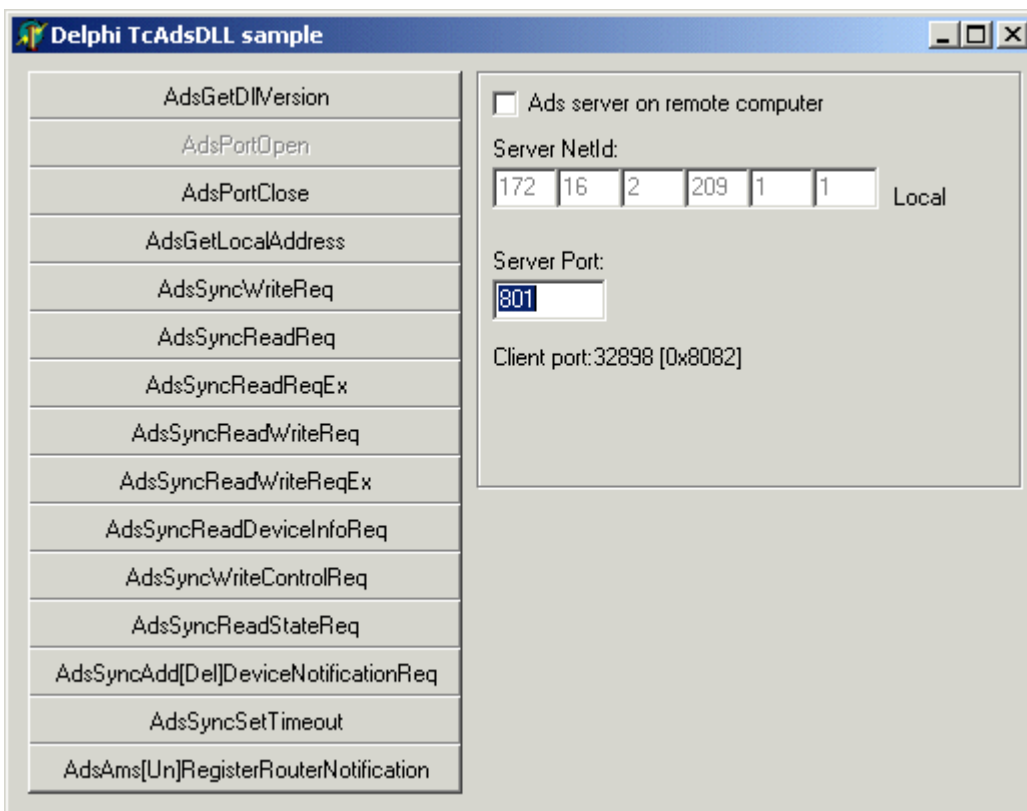 Delphi TcAdsDLL sample
AdsGetDllVersion
AdsPortOpen
AdsPortClose
AdsGetLocalAddress
AdsSyncWriteReq
AdsSyncReadReq
AdsSyncReadReqEx
AdsSyncReadWriteReq
AdsSyncReadWriteReqEx
AdsSyncReadDeviceInfoReq
AdsSyncWriteControlReq
AdsSyncReadStateReq
AdsSyncAdd[Del]DeviceNotificationReq
AdsSyncSetTimeout
AdsAms[Un]RegisterRouterNotification
Ads server on remote computer
Server NetId:
172 16 2 209 1 1 Local
Server Port:
801
Client port:32898 [0x8082]